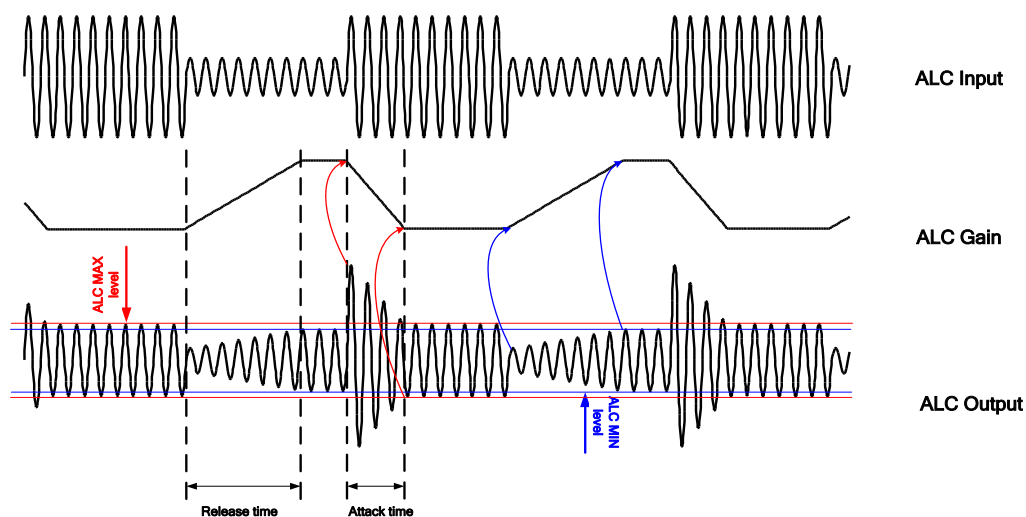 ALC Input
ALC Gain
ALC MAX
level
ALC MIN
level
ALC Output
Release time
Attack time